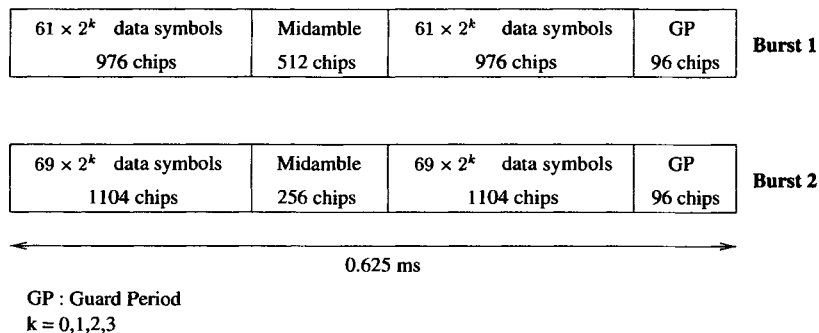 61 × 2^k data symbols Midamble 61 × 2^k data symbols GP
976 chips 512 chips 976 chips 96 chips
Burst 1
69 × 2^k data symbols Midamble 69 × 2^k data symbols GP
1104 chips 256 chips 1104 chips 96 chips
Burst 2
0.625 ms
GP : Guard Period
k = 0,1,2,3